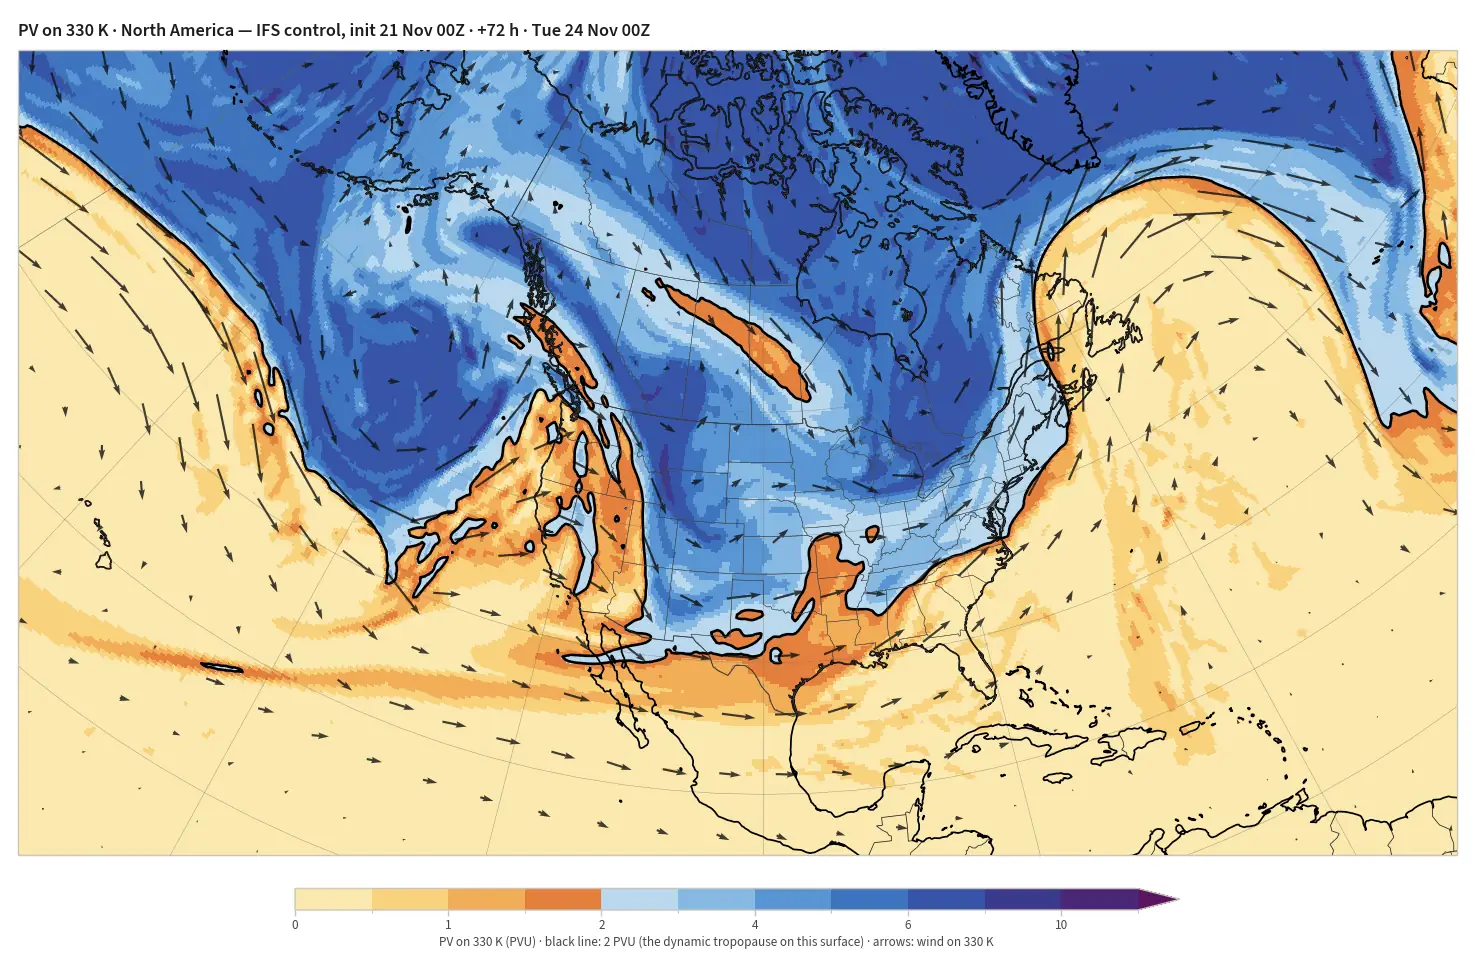 PV on 330 K · North America — IFS control, init 21 Nov 00Z · +72 h · Tue 24 Nov 00Z
0 1 2 4 6 10
PV on 330 K (PVU) · black line: 2 PVU (the dynamic tropopause on this surface) · arrows: wind on 330 K